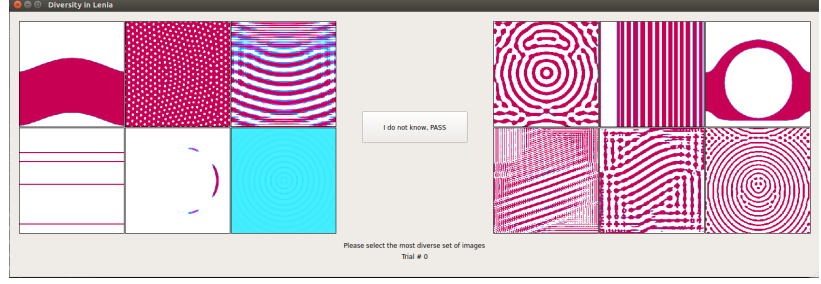 Diversity in Lenia
I do not know, PASS
Please select the most diverse set of images
Trial # 0